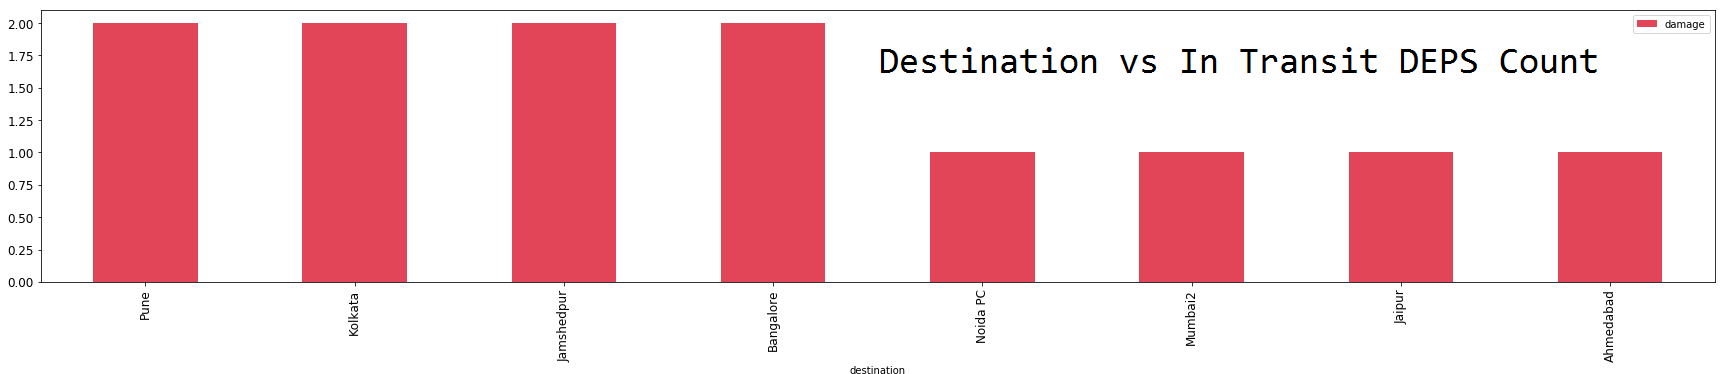 damage
Destination vs In Transit DEPS Count
2.00
1.75
1.50
1.25
1.00
0.75
0.50
0.25
0.00
Pune
Kolkata
Jamshedpur
Bangalore
Noida PC
Mumbai2
Jaipur
Ahmedabad
destination